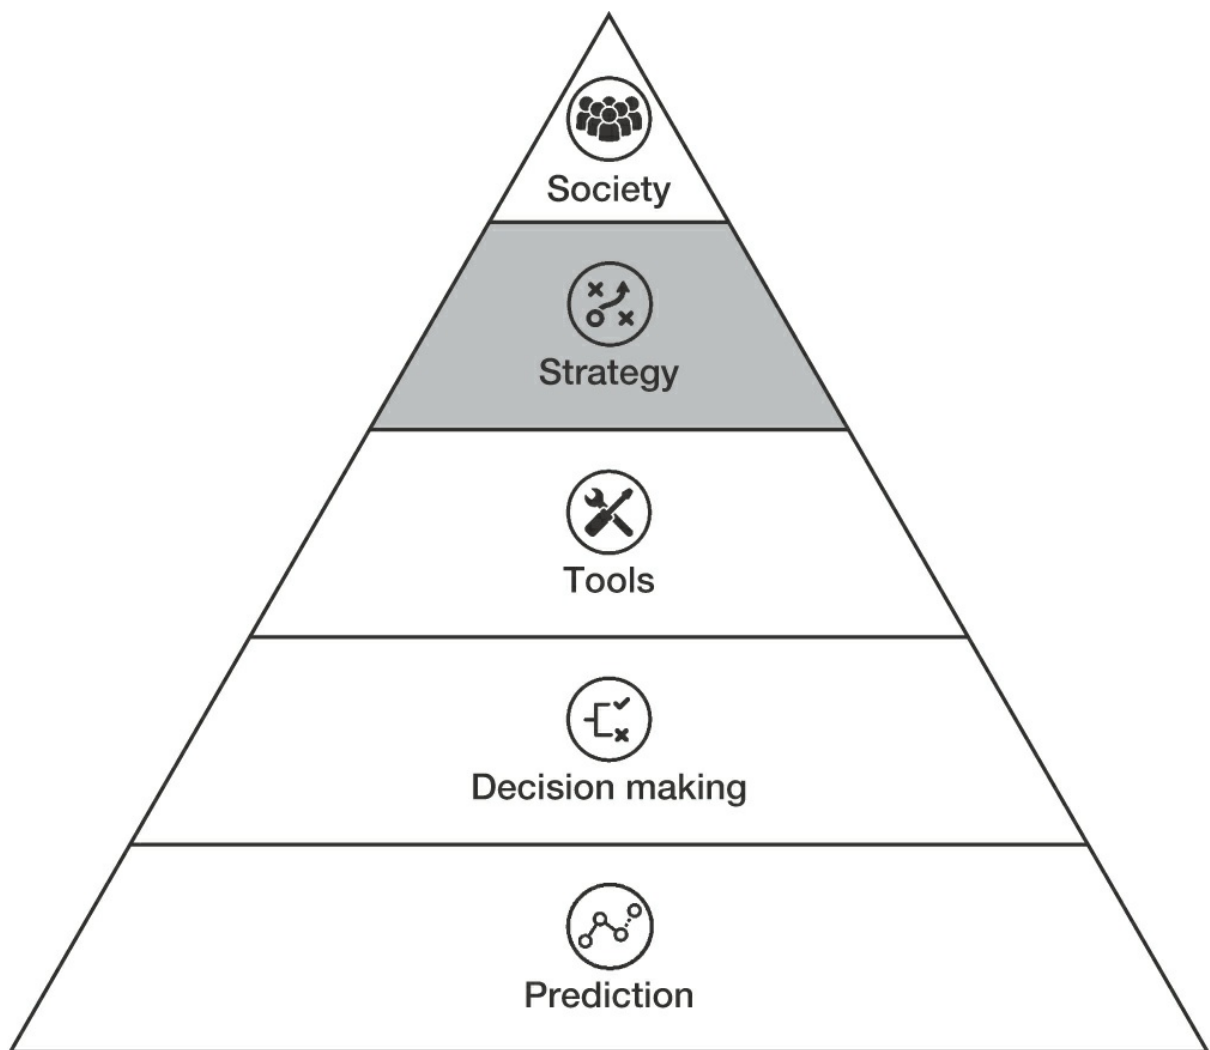 Society
Strategy
Tools
Decision making
Prediction